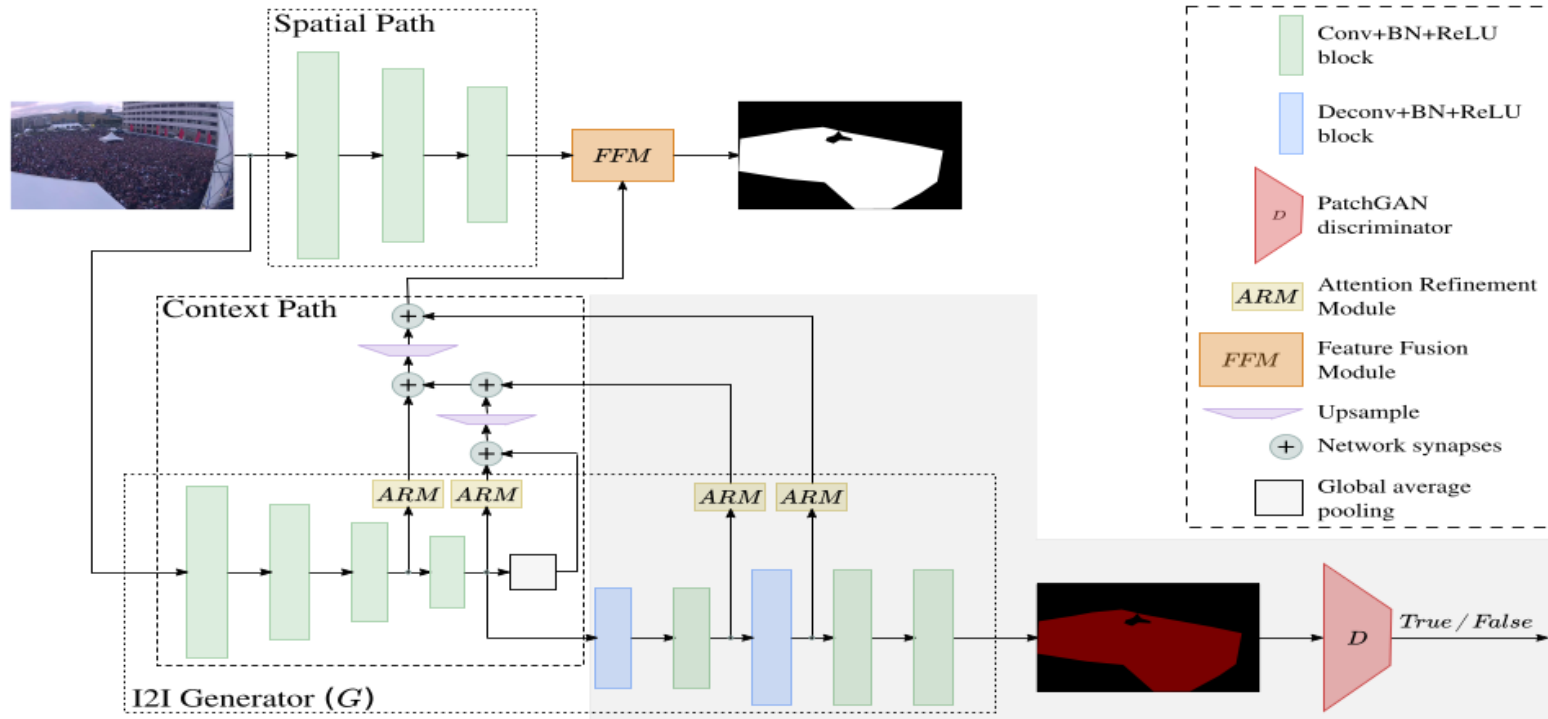 Spatial Path
FFM
Context Path
+
+
+
+
ARM
ARM
ARM
ARM
I2I Generator (G)
D
True / False
Conv+BN+ReLU
block
Deconv+BN+ReLU
block
D
PatchGAN
discriminator
ARM
Attention Refinement
Module
FFM
Feature Fusion
Module
Upsample
+
Network synapses
Global average
pooling